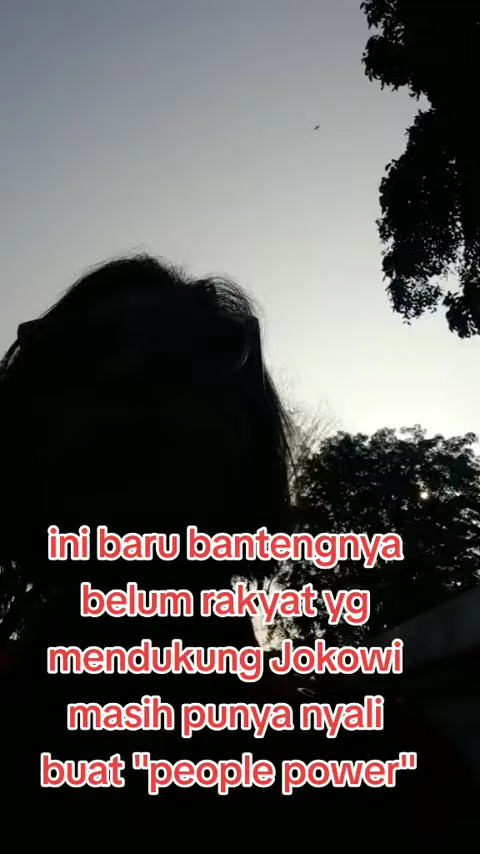 ini baru bantengnya
belum rakyat yg
mendukung Jokowi
masih punya nyali
buat "people power"